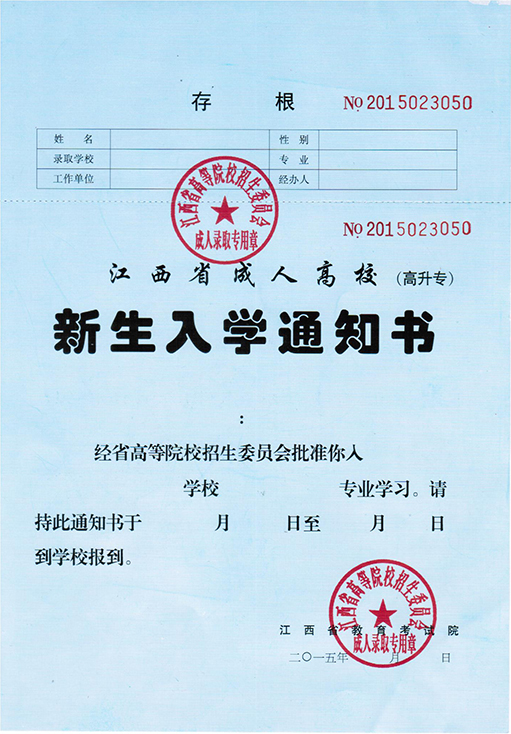 存 根 № 2015023050
姓 名 性 别
录取学校 专 业
工作单位 经办人
江西省高等院校招生委员会
成人录取专用章
№ 2015023050
江西省成人高校 (高升专)
新生入学通知书
:
经省高等院校招生委员会批准你入
学校 专业学习。请
持此通知书于 月 日至 月 日
到学校报到。
江西省高等院校招生委员会
成人录取专用章
江西省教育考试院
二〇一五年 月 日